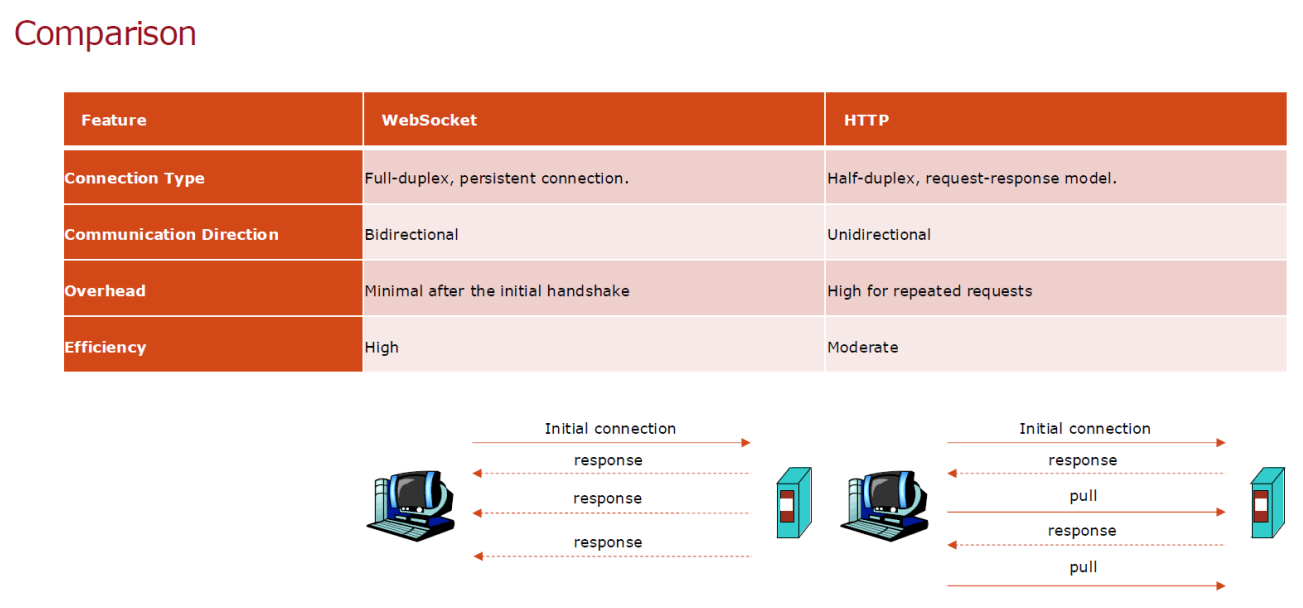 Comparison
Feature WebSocket HTTP
Connection Type Full-duplex, persistent connection. Half-duplex, request-response model.
Communication Direction Bidirectional Unidirectional
Overhead Minimal after the initial handshake High for repeated requests
Efficiency High Moderate
Initial connection
response
response
response
Initial connection
response
pull
response
pull